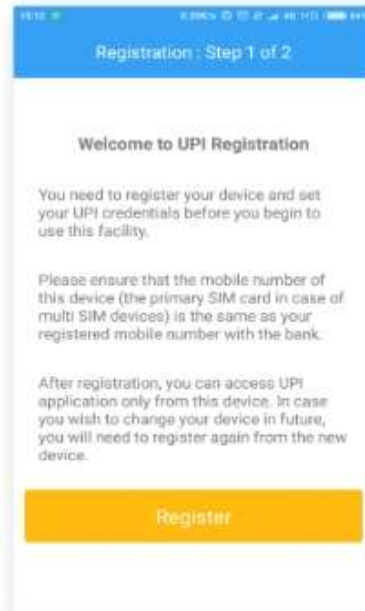 Registration : Step 1 of 2
Welcome to UPI Registration
You need to register your device and set
your UPI credentials before you begin to
use this facility.
Please ensure that the mobile number of
this device (the primary SIM card in case of
multi SIM devices) is the same as your
registered mobile number with the bank.
After registration, you can access UPI
application only from this device. In case
you wish to change your device in future,
you will need to register again from the new
device.
Register